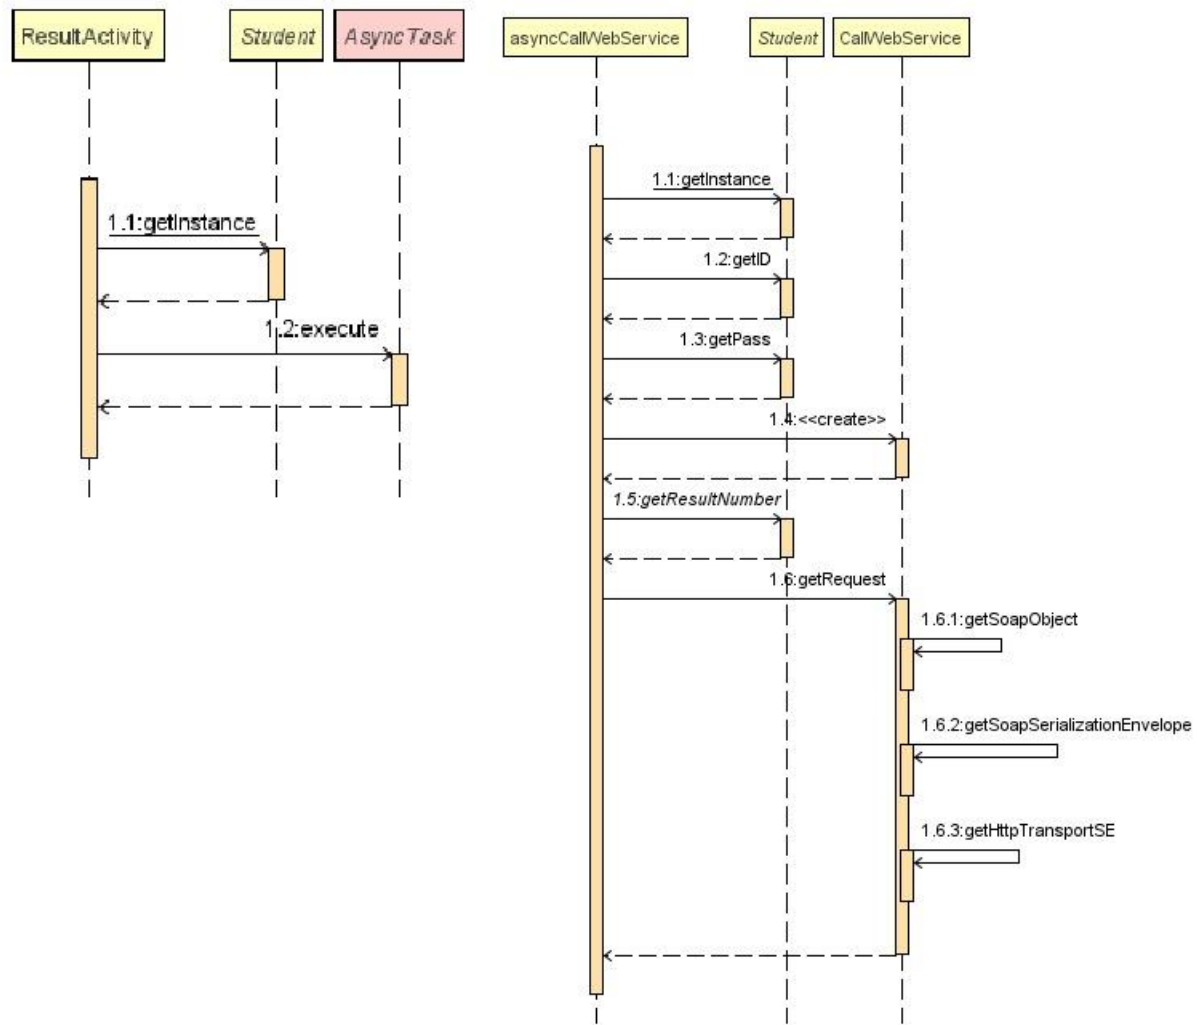 ResultActivity
Student
AsyncTask
1.1:getInstance
1.2:execute
asyncCallWebService
Student
CallWebService
1.1:getInstance
1.2:getID
1.3:getPass
1.4:<<create>>
1.5:getResultNumber
1.6:getRequest
1.6.1:getSoapObject
1.6.2:getSoapSerializationEnvelope
1.6.3:getHttpTransportSE